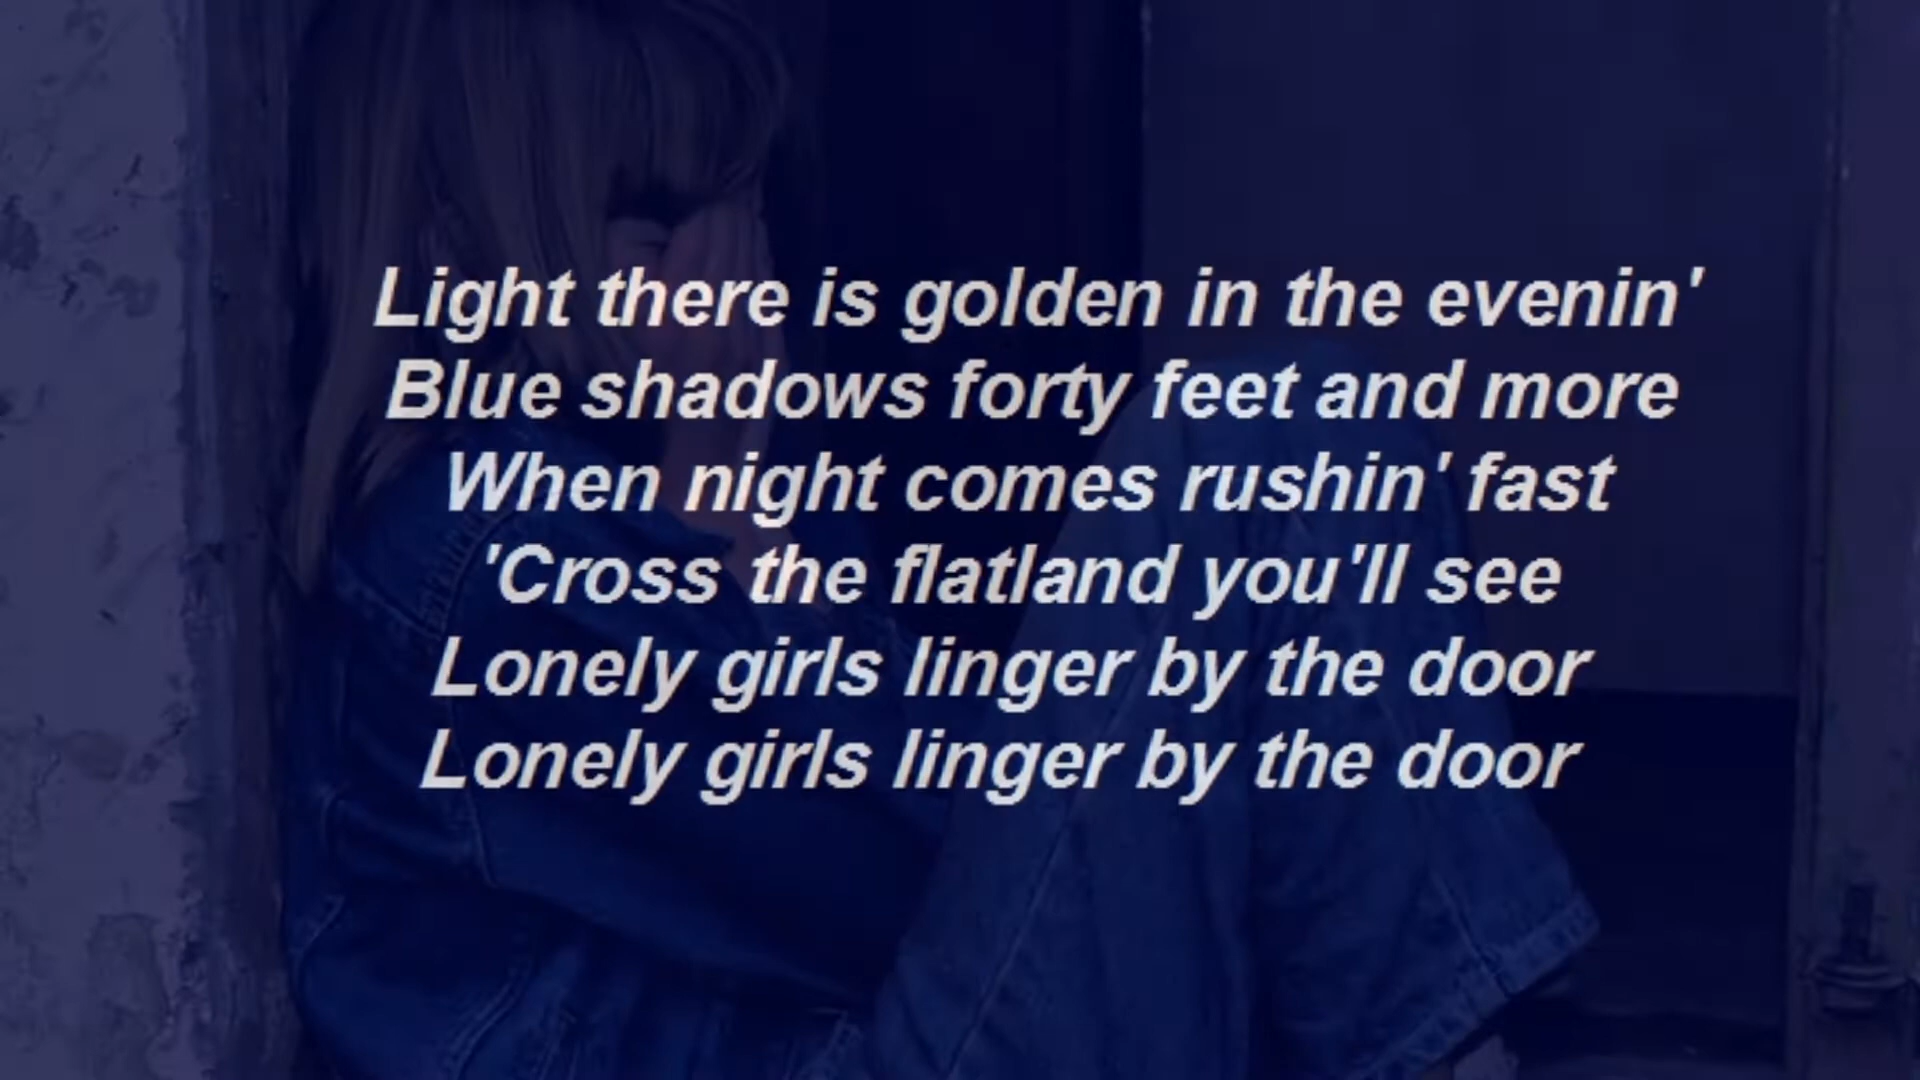 Light there is golden in the evenin'
Blue shadows forty feet and more
When night comes rushin' fast
'Cross the flatland you'll see
Lonely girls linger by the door
Lonely girls linger by the door